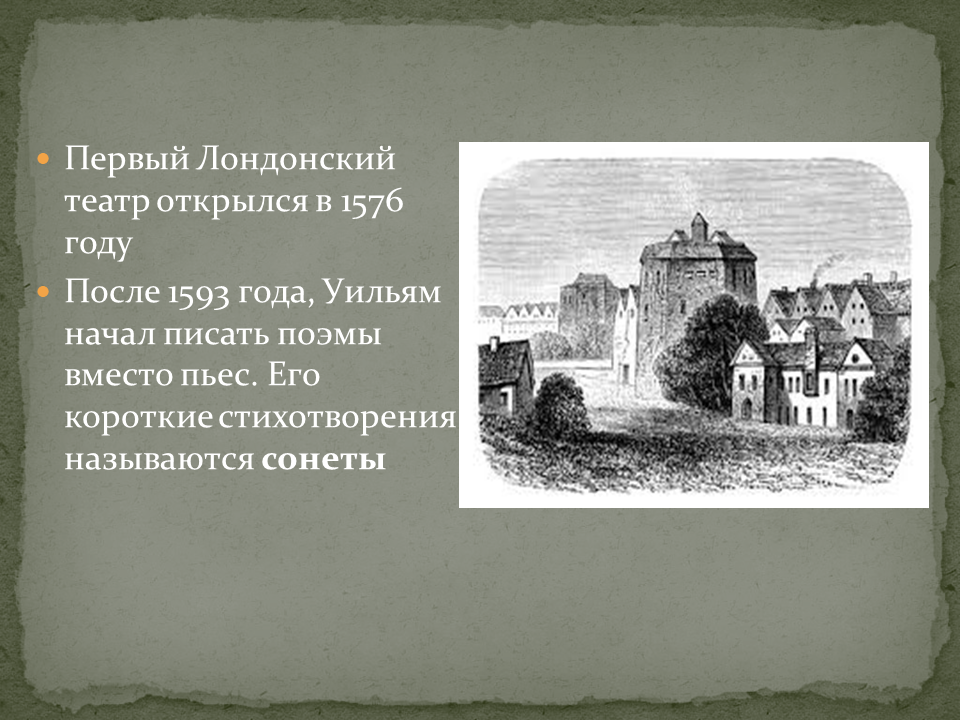 Первый Лондонский
театр открылся в 1576
году
После 1593 года, Уильям
начал писать поэмы
вместо пьес. Его
короткие стихотворения
называются сонеты